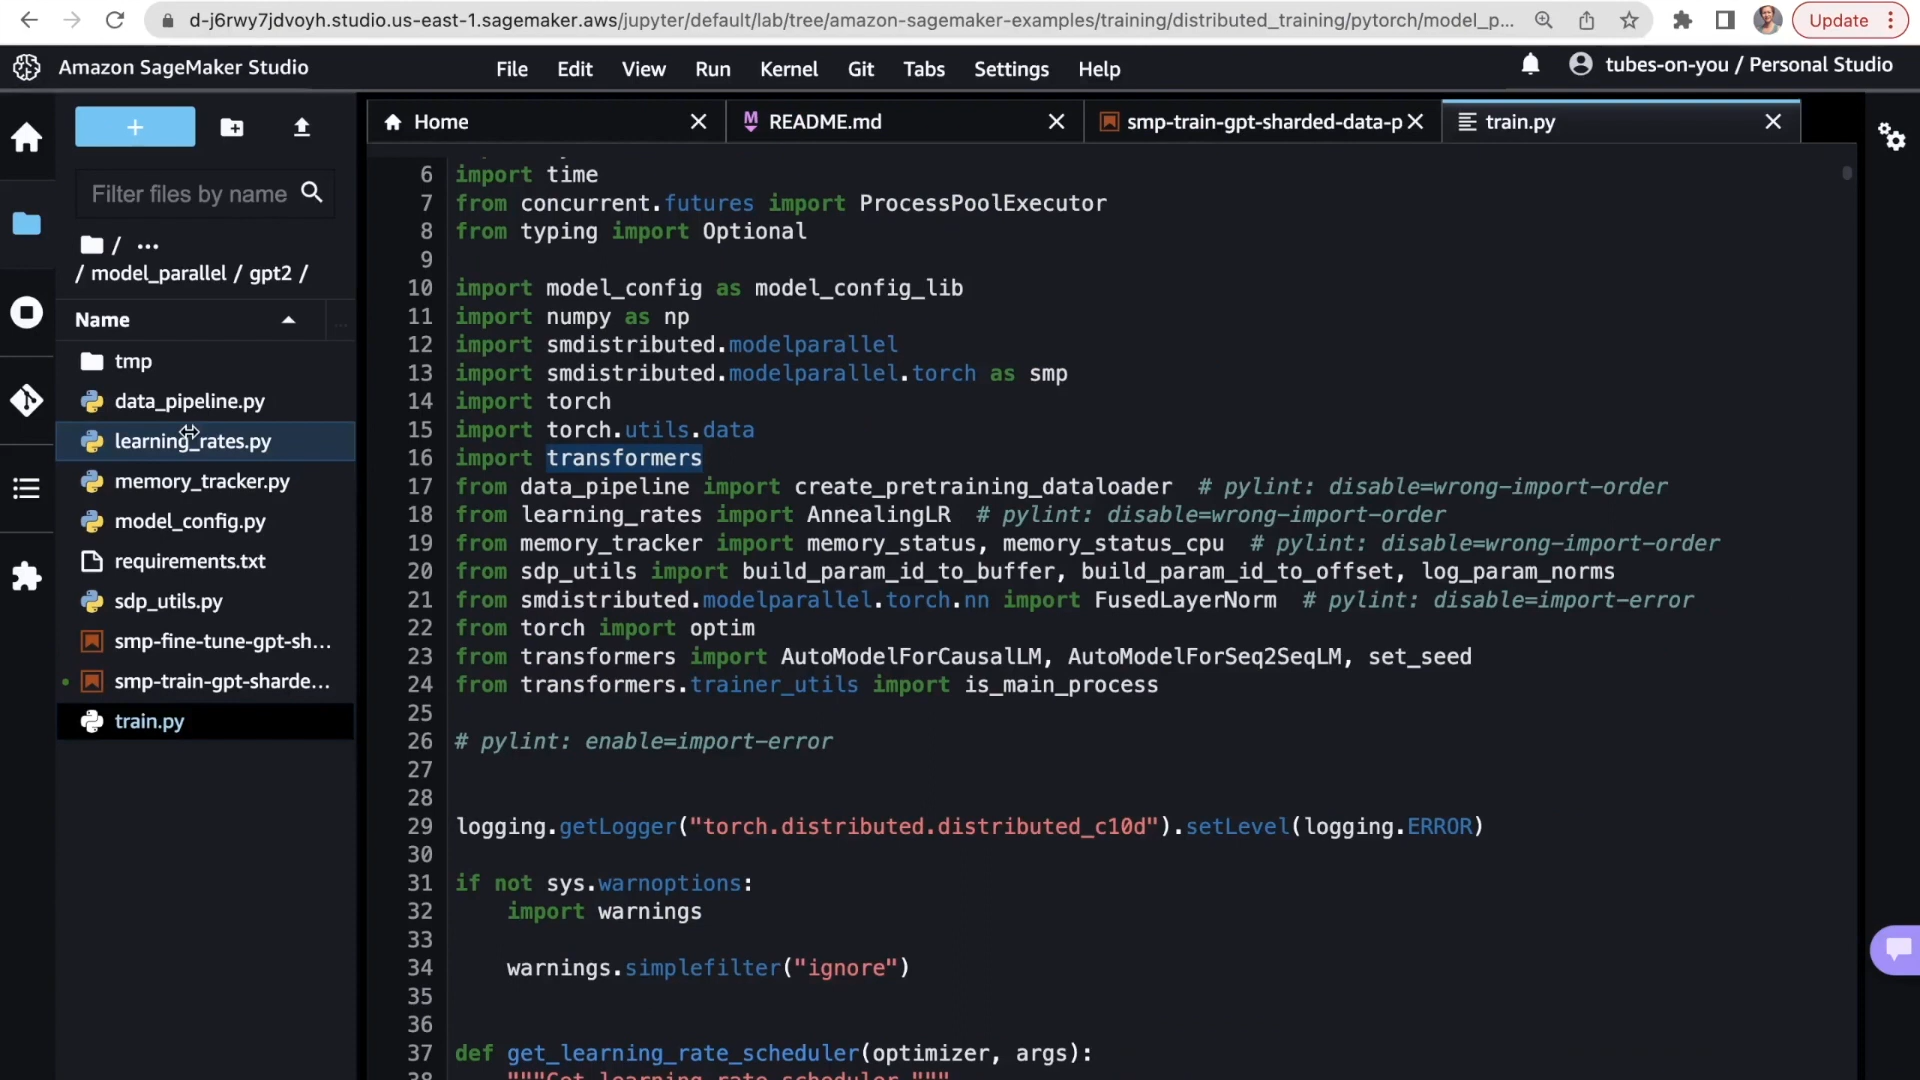 d-j6rwy7jdvoyh.studio.us-east-1.sagemaker.aws/jupyter/default/lab/tree/amazon-sagemaker-examples/training/distributed_training/pytorch/model_p...
Update
Amazon SageMaker Studio
File Edit View Run Kernel Git Tabs Settings Help
tubes-on-you / Personal Studio
+
Home
README.md
smp-train-gpt-sharded-data-p
train.py
Filter files by name
/ ...
/ model_parallel / gpt2 /
Name
tmp
data_pipeline.py
learning_rates.py
memory_tracker.py
model_config.py
requirements.txt
sdp_utils.py
smp-fine-tune-gpt-sh...
smp-train-gpt-sharde...
train.py
6 import time
7 from concurrent.futures import ProcessPoolExecutor
8 from typing import Optional
9
10 import model_config as model_config_lib
11 import numpy as np
12 import smdistributed.modelparallel
13 import smdistributed.modelparallel.torch as smp
14 import torch
15 import torch.utils.data
16 import transformers
17 from data_pipeline import create_pretraining_dataloader  # pylint: disable=wrong-import-order
18 from learning_rates import AnnealingLR  # pylint: disable=wrong-import-order
19 from memory_tracker import memory_status, memory_status_cpu  # pylint: disable=wrong-import-order
20 from sdp_utils import build_param_id_to_buffer, build_param_id_to_offset, log_param_norms
21 from smdistributed.modelparallel.torch.nn import FusedLayerNorm  # pylint: disable=import-error
22 from torch import optim
23 from transformers import AutoModelForCausalLM, AutoModelForSeq2SeqLM, set_seed
24 from transformers.trainer_utils import is_main_process
25
26 # pylint: enable=import-error
27
28
29 logging.getLogger("torch.distributed.distributed_c10d").setLevel(logging.ERROR)
30
31 if not sys.warnoptions:
32     import warnings
33
34     warnings.simplefilter("ignore")
35
36
37 def get_learning_rate_scheduler(optimizer, args):
38     """Get learning rate scheduler."""